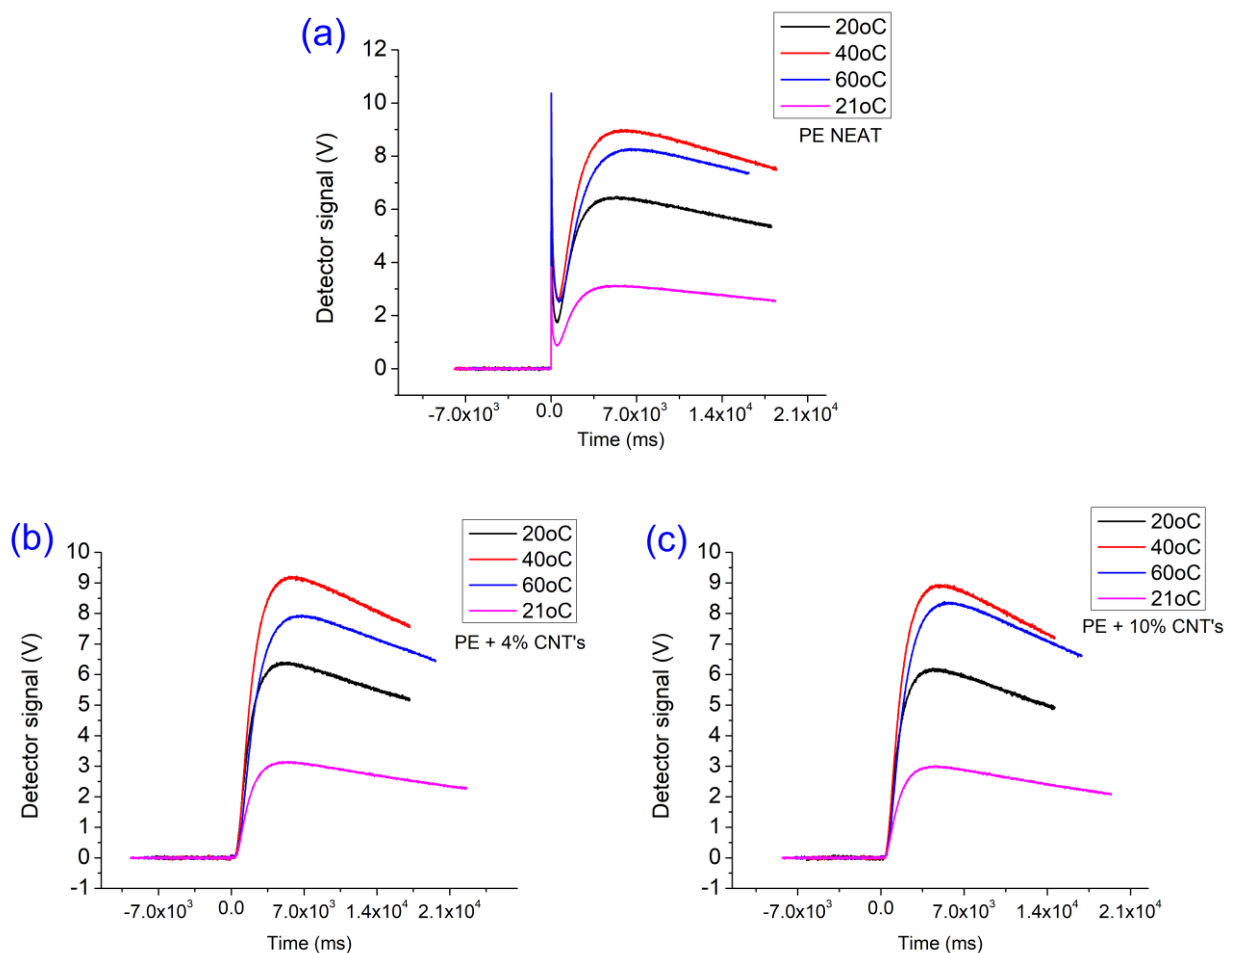 (a)
20oC
40oC
60oC
21oC
PE NEAT
12
10
8
6
4
2
0
Detector signal (V)
-7.0x10³ 0.0 7.0x10³ 1.4x10⁴ 2.1x10⁴
Time (ms)
(b)
20oC
40oC
60oC
21oC
PE + 4% CNT's
10
9
8
7
6
5
4
3
2
1
0
-1
Detector signal (V)
-7.0x10³ 0.0 7.0x10³ 1.4x10⁴ 2.1x10⁴
Time (ms)
(c)
20oC
40oC
60oC
21oC
PE + 10% CNT's
10
9
8
7
6
5
4
3
2
1
0
-1
Detector signal (V)
-7.0x10³ 0.0 7.0x10³ 1.4x10⁴ 2.1x10⁴
Time (ms)